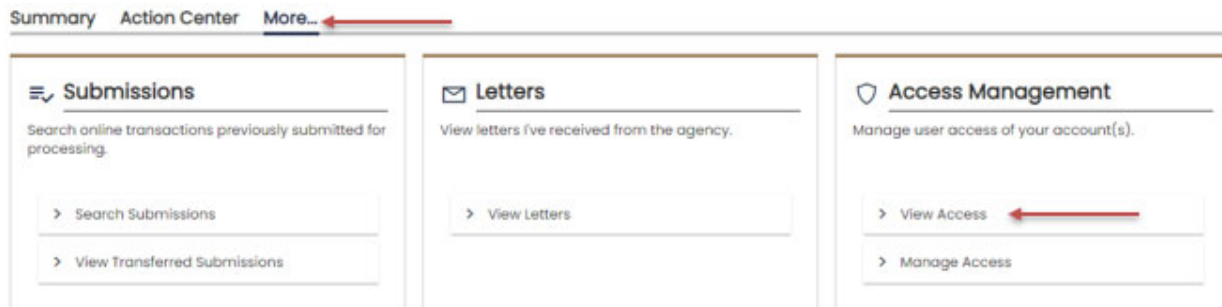 Summary Action Center More...
Submissions
Search online transactions previously submitted for
processing.
Search Submissions
View Transferred Submissions
Letters
View letters I've received from the agency.
View Letters
Access Management
Manage user access of your account(s).
View Access
Manage Access